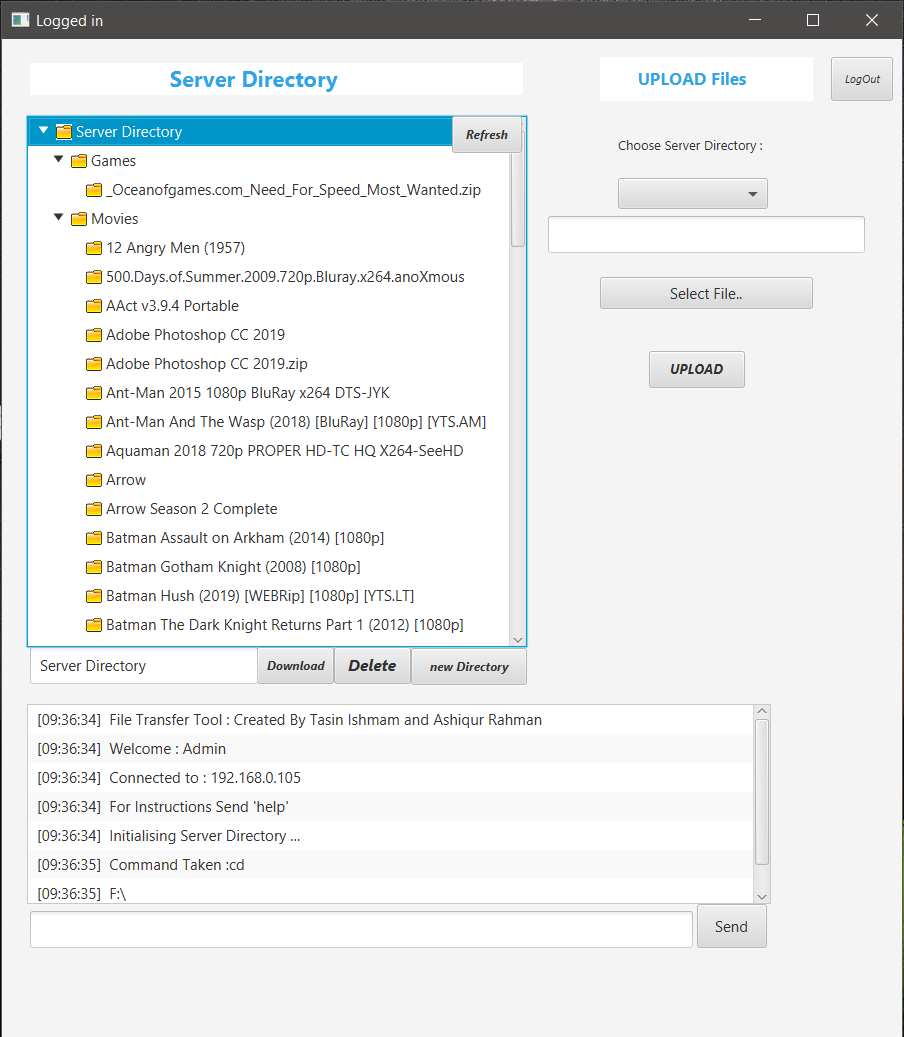 Logged in
Server Directory
UPLOAD Files
LogOut
Server Directory
Refresh
Choose Server Directory :
Games
_Oceanofgames.com_Need_For_Speed_Most_Wanted.zip
Movies
12 Angry Men (1957)
500.Days.of.Summer.2009.720p.Bluray.x264.anoXmous
Select File..
AAct v3.9.4 Portable
Adobe Photoshop CC 2019
Adobe Photoshop CC 2019.zip
UPLOAD
Ant-Man 2015 1080p BluRay x264 DTS-JYK
Ant-Man And The Wasp (2018) [BluRay] [1080p] [YTS.AM]
Aquaman 2018 720p PROPER HD-TC HQ X264-SeeHD
Arrow
Arrow Season 2 Complete
Batman Assault on Arkham (2014) [1080p]
Batman Gotham Knight (2008) [1080p]
Batman Hush (2019) [WEBRip] [1080p] [YTS.LT]
Batman The Dark Knight Returns Part 1 (2012) [1080p]
Server Directory
Download
Delete
new Directory
[09:36:34] File Transfer Tool : Created By Tasin Ishmam and Ashiqur Rahman
[09:36:34] Welcome : Admin
[09:36:34] Connected to : 192.168.0.105
[09:36:34] For Instructions Send 'help'
[09:36:34] Initialising Server Directory ...
[09:36:35] Command Taken :cd
[09:36:35] F:\
Send